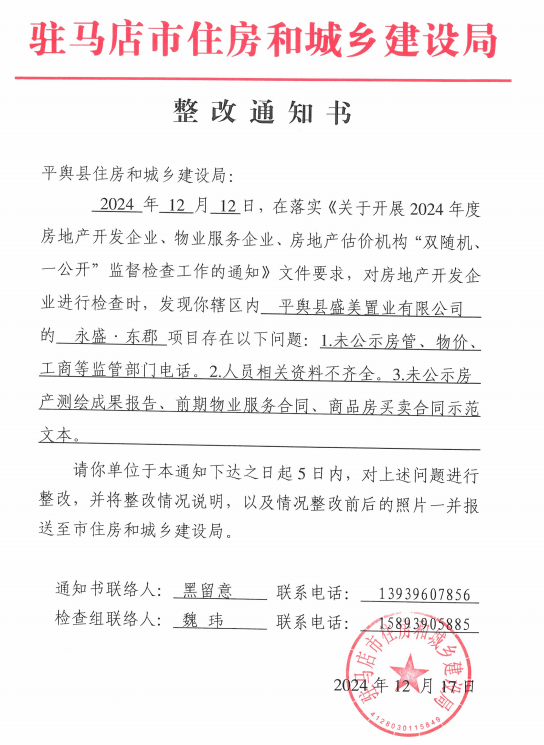 驻马店市住房和城乡建设局
整改通知书
平舆县住房和城乡建设局：
2024 年 12 月 12 日，在落实《关于开展 2024 年度
房地产开发企业、物业服务企业、房地产估价机构“双随机、
一公开”监督检查工作的通知》文件要求，对房地产开发企
业进行检查时，发现你辖区内 平舆县盛美置业有限公司
的 永盛·东郡 项目存在以下问题：1.未公示房管、物价、
工商等监管部门电话。2.人员相关资料不齐全。3.未公示房
产测绘成果报告、前期物业服务合同、商品房买卖合同示范
文本。
请你单位于本通知下达之日起 5 日内，对上述问题进行
整改，并将整改情况说明，以及情况整改前后的照片一并报
送至市住房和城乡建设局。
通知书联络人： 黑留意 联系电话： 13939607856
检查组联络人： 魏 玮 联系电话： 15893905885
2024 年 12 月 17 日
驻马店市住房和城乡建设局
4128030115849